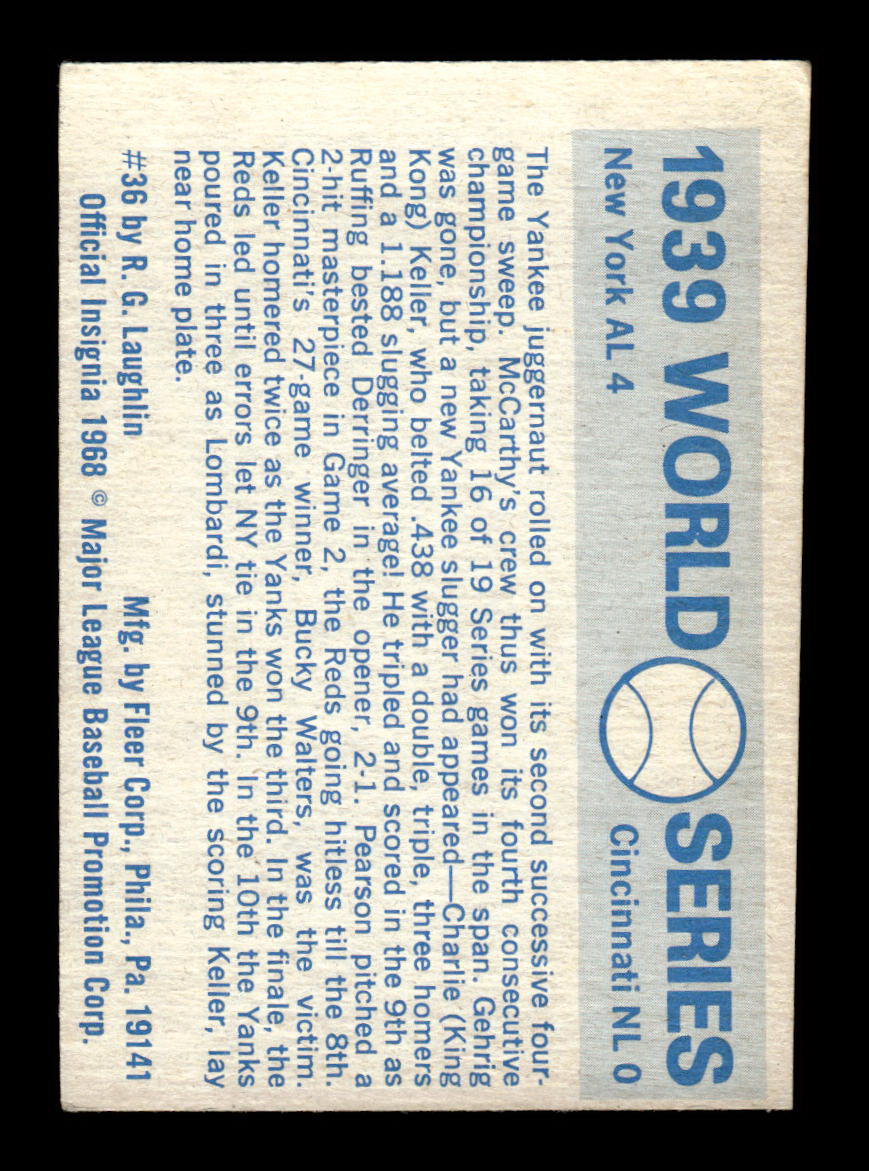 1939 WORLD SERIES
New York AL 4 Cincinnati NL 0
The Yankee juggernaut rolled on with its second successive four-
game sweep. McCarthy's crew thus won its fourth consecutive
championship, taking 16 of 19 Series games in the span. Gehrig
was gone, but a new Yankee slugger had appeared—Charlie (King
Kong) Keller, who belted .438 with a double, triple, three homers
and a 1.188 slugging average! He tripled and scored in the 9th as
Ruffing bested Derringer in the opener, 2-1. Pearson pitched a
2-hit masterpiece in Game 2, the Reds going hitless till the 8th.
Cincinnati's 27-game winner, Bucky Walters, was the victim.
Keller homered twice as the Yanks won the third. In the finale, the
Reds led until errors let NY tie in the 9th. In the 10th the Yanks
poured in three as Lombardi, stunned by the scoring Keller, lay
near home plate.
#36 by R. G. Laughlin Mfg. by Fleer Corp., Phila., Pa. 19141
Official Insignia 1968 © Major League Baseball Promotion Corp.